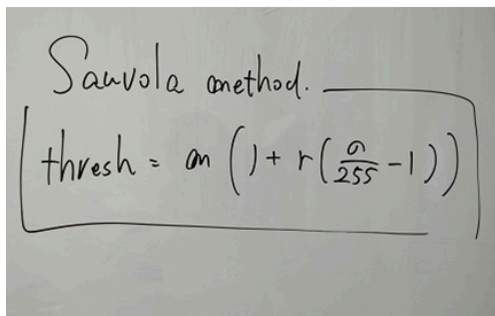 Sauvola method.
thresh = m (1 + r(σ/255 - 1))